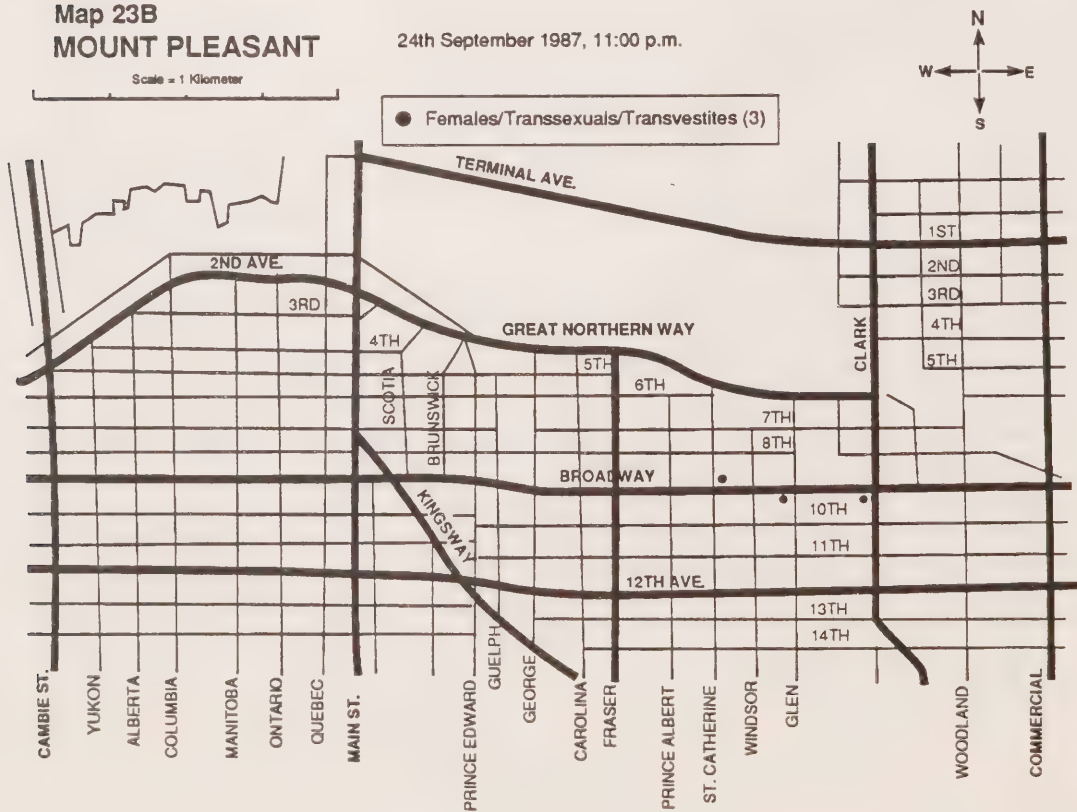 Map 23B
MOUNT PLEASANT
24th September 1987, 11:00 p.m.
Scale = 1 Kilometer
● Females/Transsexuals/Transvestites (3)
N
W
E
S
TERMINAL AVE.
1ST
2ND AVE.
2ND
3RD
3RD
GREAT NORTHERN WAY
4TH
4TH
CLARK
5TH
5TH
SCOTIA
6TH
BRUNSWICK
7TH
8TH
BROADWAY
KINGSWAY
10TH
11TH
12TH AVE.
13TH
14TH
CAMBIE ST.
YUKON
ALBERTA
COLUMBIA
MANITOBA
ONTARIO
QUEBEC
MAIN ST.
PRINCE EDWARD
GUELPH
GEORGE
CAROLINA
FRASER
PRINCE ALBERT
ST. CATHERINE
WINDSOR
GLEN
WOODLAND
COMMERCIAL